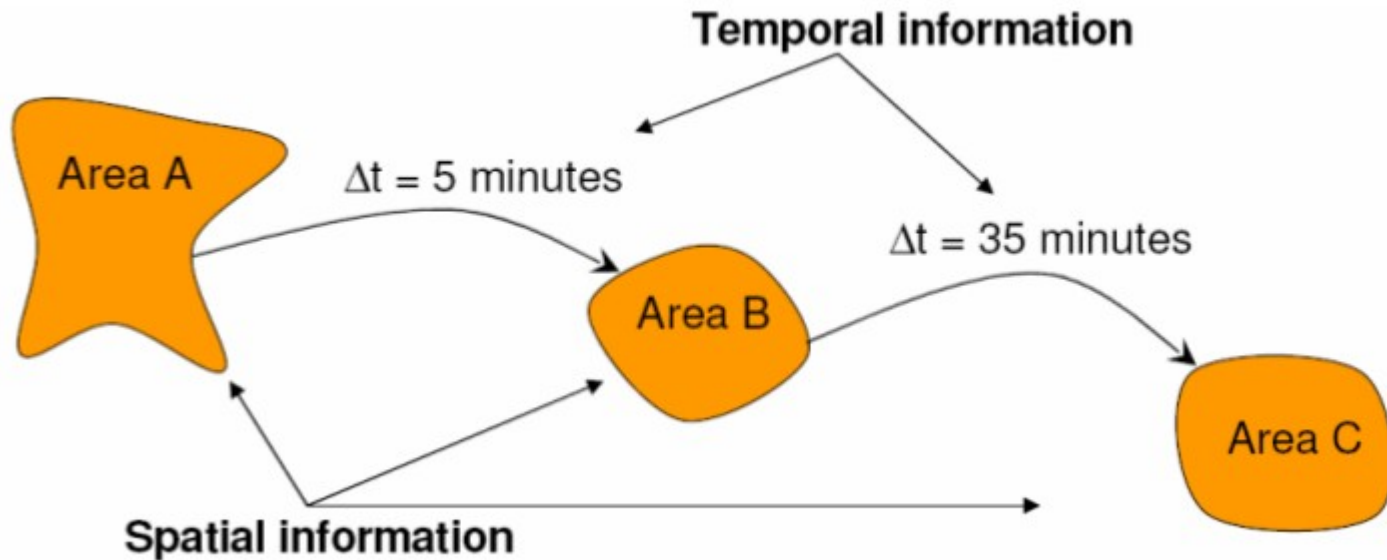 Temporal information
Area A
Δt = 5 minutes
Δt = 35 minutes
Area B
Area C
Spatial information